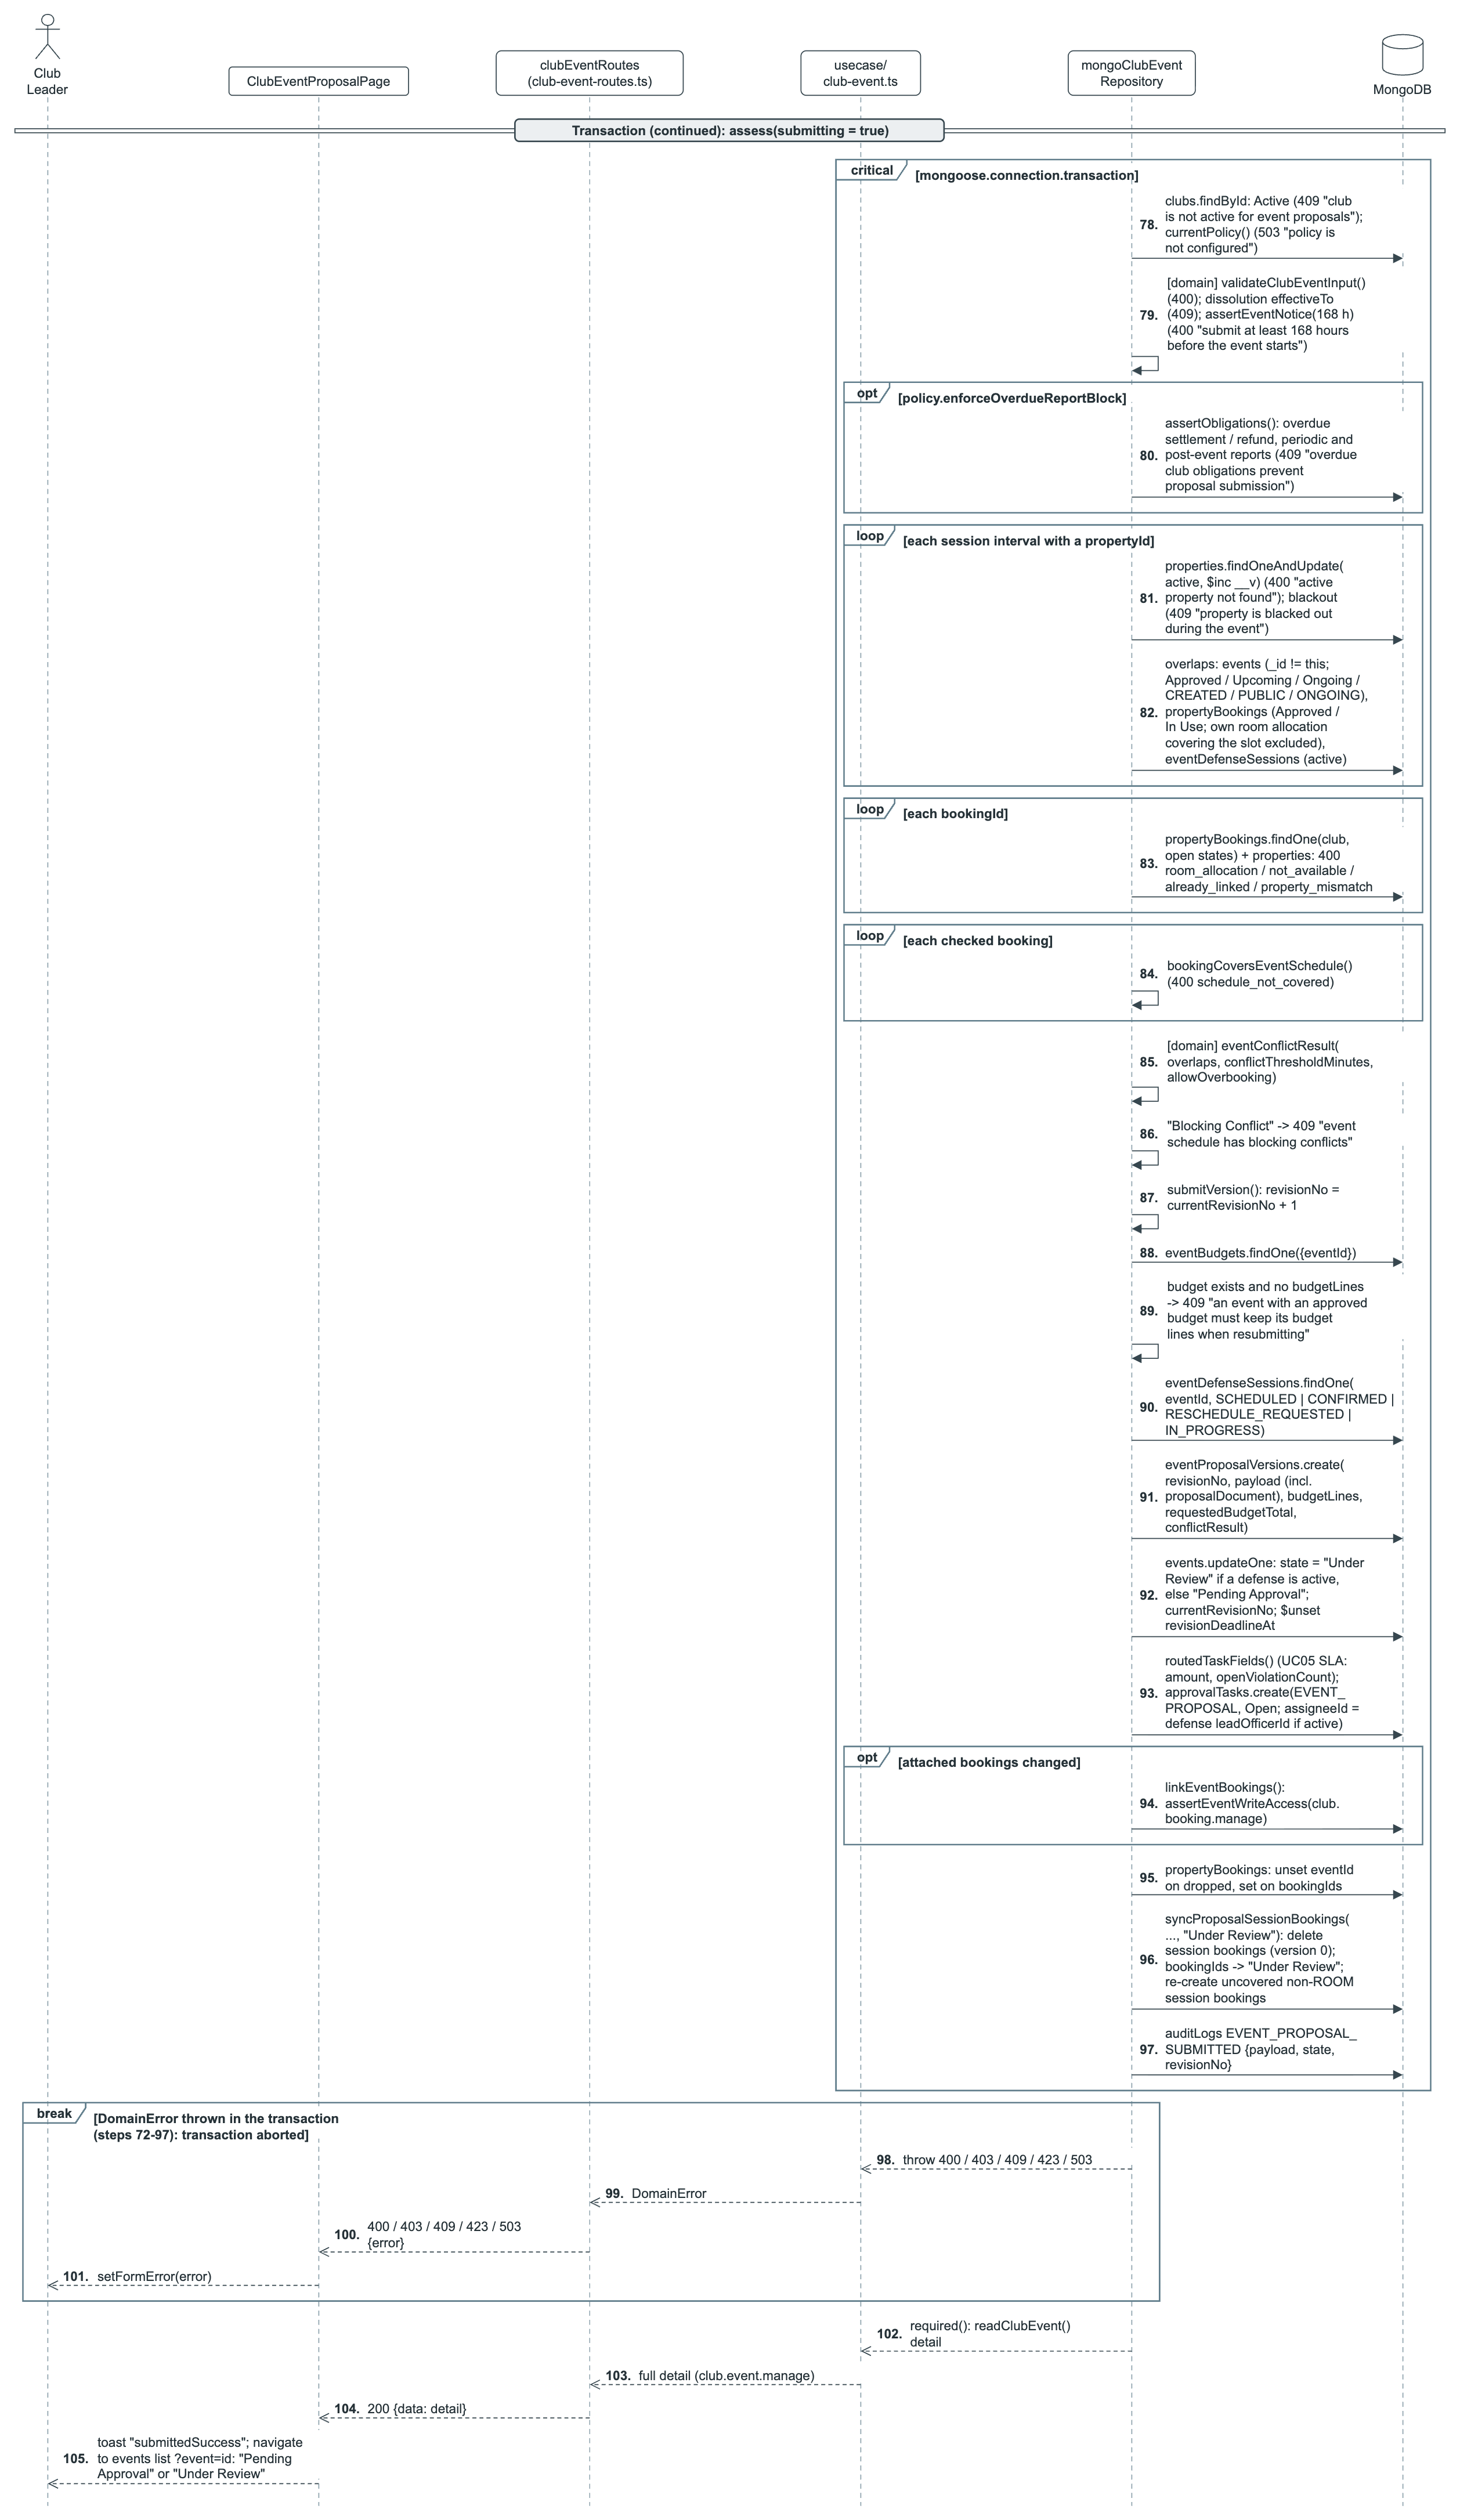 Club
Leader
ClubEventProposalPage
clubEventRoutes
(club-event-routes.ts)
usecase/
club-event.ts
mongoClubEvent
Repository
MongoDB
Transaction (continued): assess(submitting = true)
critical
[mongoose.connection.transaction]
78.
clubs.findById: Active (409 "club
is not active for event proposals");
currentPolicy() (503 "policy is
not configured")
79.
[domain] validateClubEventInput()
(400); dissolution effectiveTo
(409); assertEventNotice(168 h)
(400 "submit at least 168 hours
before the event starts")
opt
[policy.enforceOverdueReportBlock]
80.
assertObligations(): overdue
settlement / refund, periodic and
post-event reports (409 "overdue
club obligations prevent
proposal submission")
loop
[each session interval with a propertyId]
81.
properties.findOneAndUpdate(
active, $inc __v) (400 "active
property not found"); blackout
(409 "property is blacked out
during the event")
82.
overlaps: events (_id != this;
Approved / Upcoming / Ongoing /
CREATED / PUBLIC / ONGOING),
propertyBookings (Approved /
In Use; own room allocation
covering the slot excluded),
eventDefenseSessions (active)
loop
[each bookingId]
83.
propertyBookings.findOne(club,
open states) + properties: 400
room_allocation / not_available /
already_linked / property_mismatch
loop
[each checked booking]
84.
bookingCoversEventSchedule()
(400 schedule_not_covered)
85.
[domain] eventConflictResult(
overlaps, conflictThresholdMinutes,
allowOverbooking)
86.
"Blocking Conflict" -> 409 "event
schedule has blocking conflicts"
87.
submitVersion(): revisionNo =
currentRevisionNo + 1
88. eventBudgets.findOne({eventId})
89.
budget exists and no budgetLines
-> 409 "an event with an approved
budget must keep its budget
lines when resubmitting"
90.
eventDefenseSessions.findOne(
eventId, SCHEDULED | CONFIRMED |
RESCHEDULE_REQUESTED |
IN_PROGRESS)
91.
eventProposalVersions.create(
revisionNo, payload (incl.
proposalDocument), budgetLines,
requestedBudgetTotal,
conflictResult)
92.
events.updateOne: state = "Under
Review" if a defense is active,
else "Pending Approval";
currentRevisionNo; $unset
revisionDeadlineAt
93.
routedTaskFields() (UC05 SLA:
amount, openViolationCount);
approvalTasks.create(EVENT_
PROPOSAL, Open; assigneeId =
defense leadOfficerId if active)
opt
[attached bookings changed]
94.
linkEventBookings():
assertEventWriteAccess(club.
booking.manage)
95.
propertyBookings: unset eventId
on dropped, set on bookingIds
96.
syncProposalSessionBookings(
..., "Under Review"): delete
session bookings (version 0);
bookingIds -> "Under Review";
re-create uncovered non-ROOM
session bookings
97.
auditLogs EVENT_PROPOSAL_
SUBMITTED {payload, state,
revisionNo}
break
[DomainError thrown in the transaction
(steps 72-97): transaction aborted]
98. throw 400 / 403 / 409 / 423 / 503
99. DomainError
100.
400 / 403 / 409 / 423 / 503
{error}
101. setFormError(error)
102.
required(): readClubEvent()
detail
103. full detail (club.event.manage)
104. 200 {data: detail}
105.
toast "submittedSuccess"; navigate
to events list ?event=id: "Pending
Approval" or "Under Review"